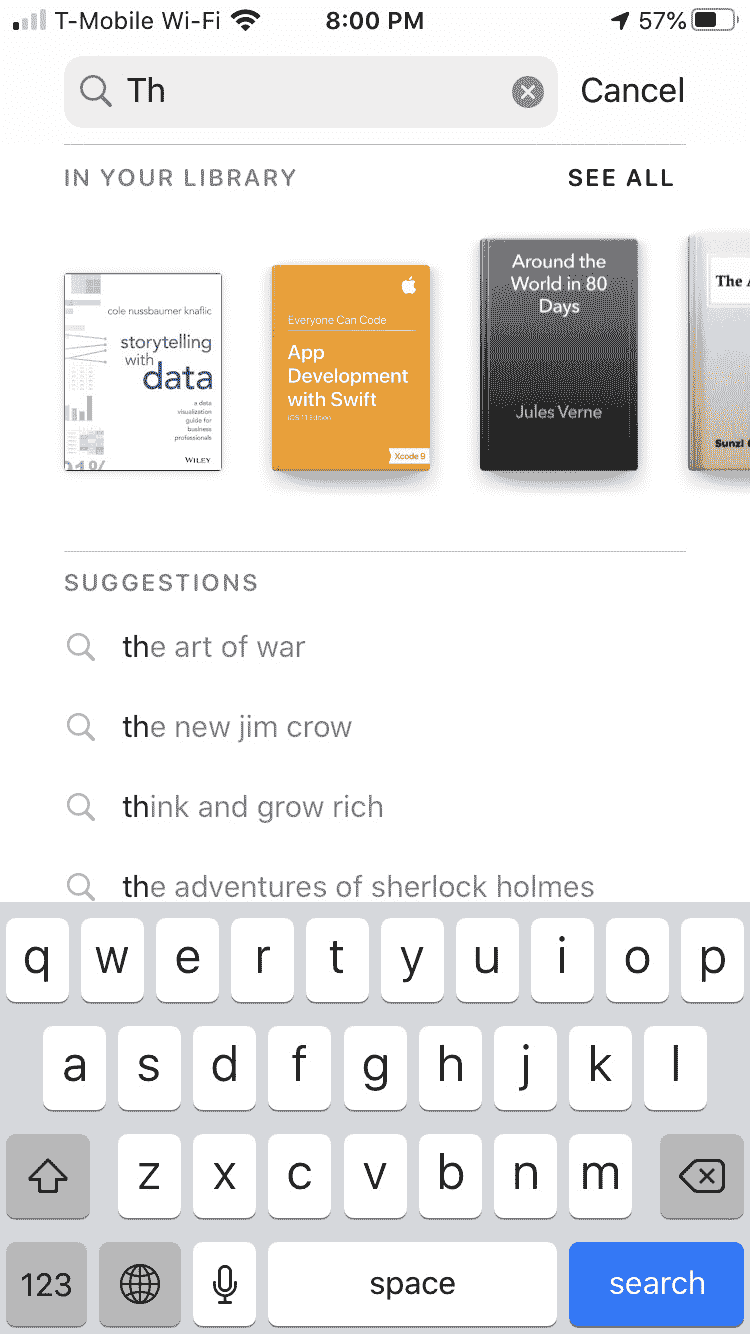 T-Mobile Wi-Fi 8:00 PM 57%
Th Cancel
IN YOUR LIBRARY SEE ALL
cole nussbaumer knaflic
storytelling
with
data
a data
visualization
guide for
business
professionals
WILEY
Everyone Can Code
App
Development
with Swift
iOS 11 Edition
Xcode 9
Around the
World in 80
Days
Jules Verne
The
Sunzi
SUGGESTIONS
the art of war
the new jim crow
think and grow rich
the adventures of sherlock holmes
q w e r t y u i o p
a s d f g h j k l
z x c v b n m
123 space search